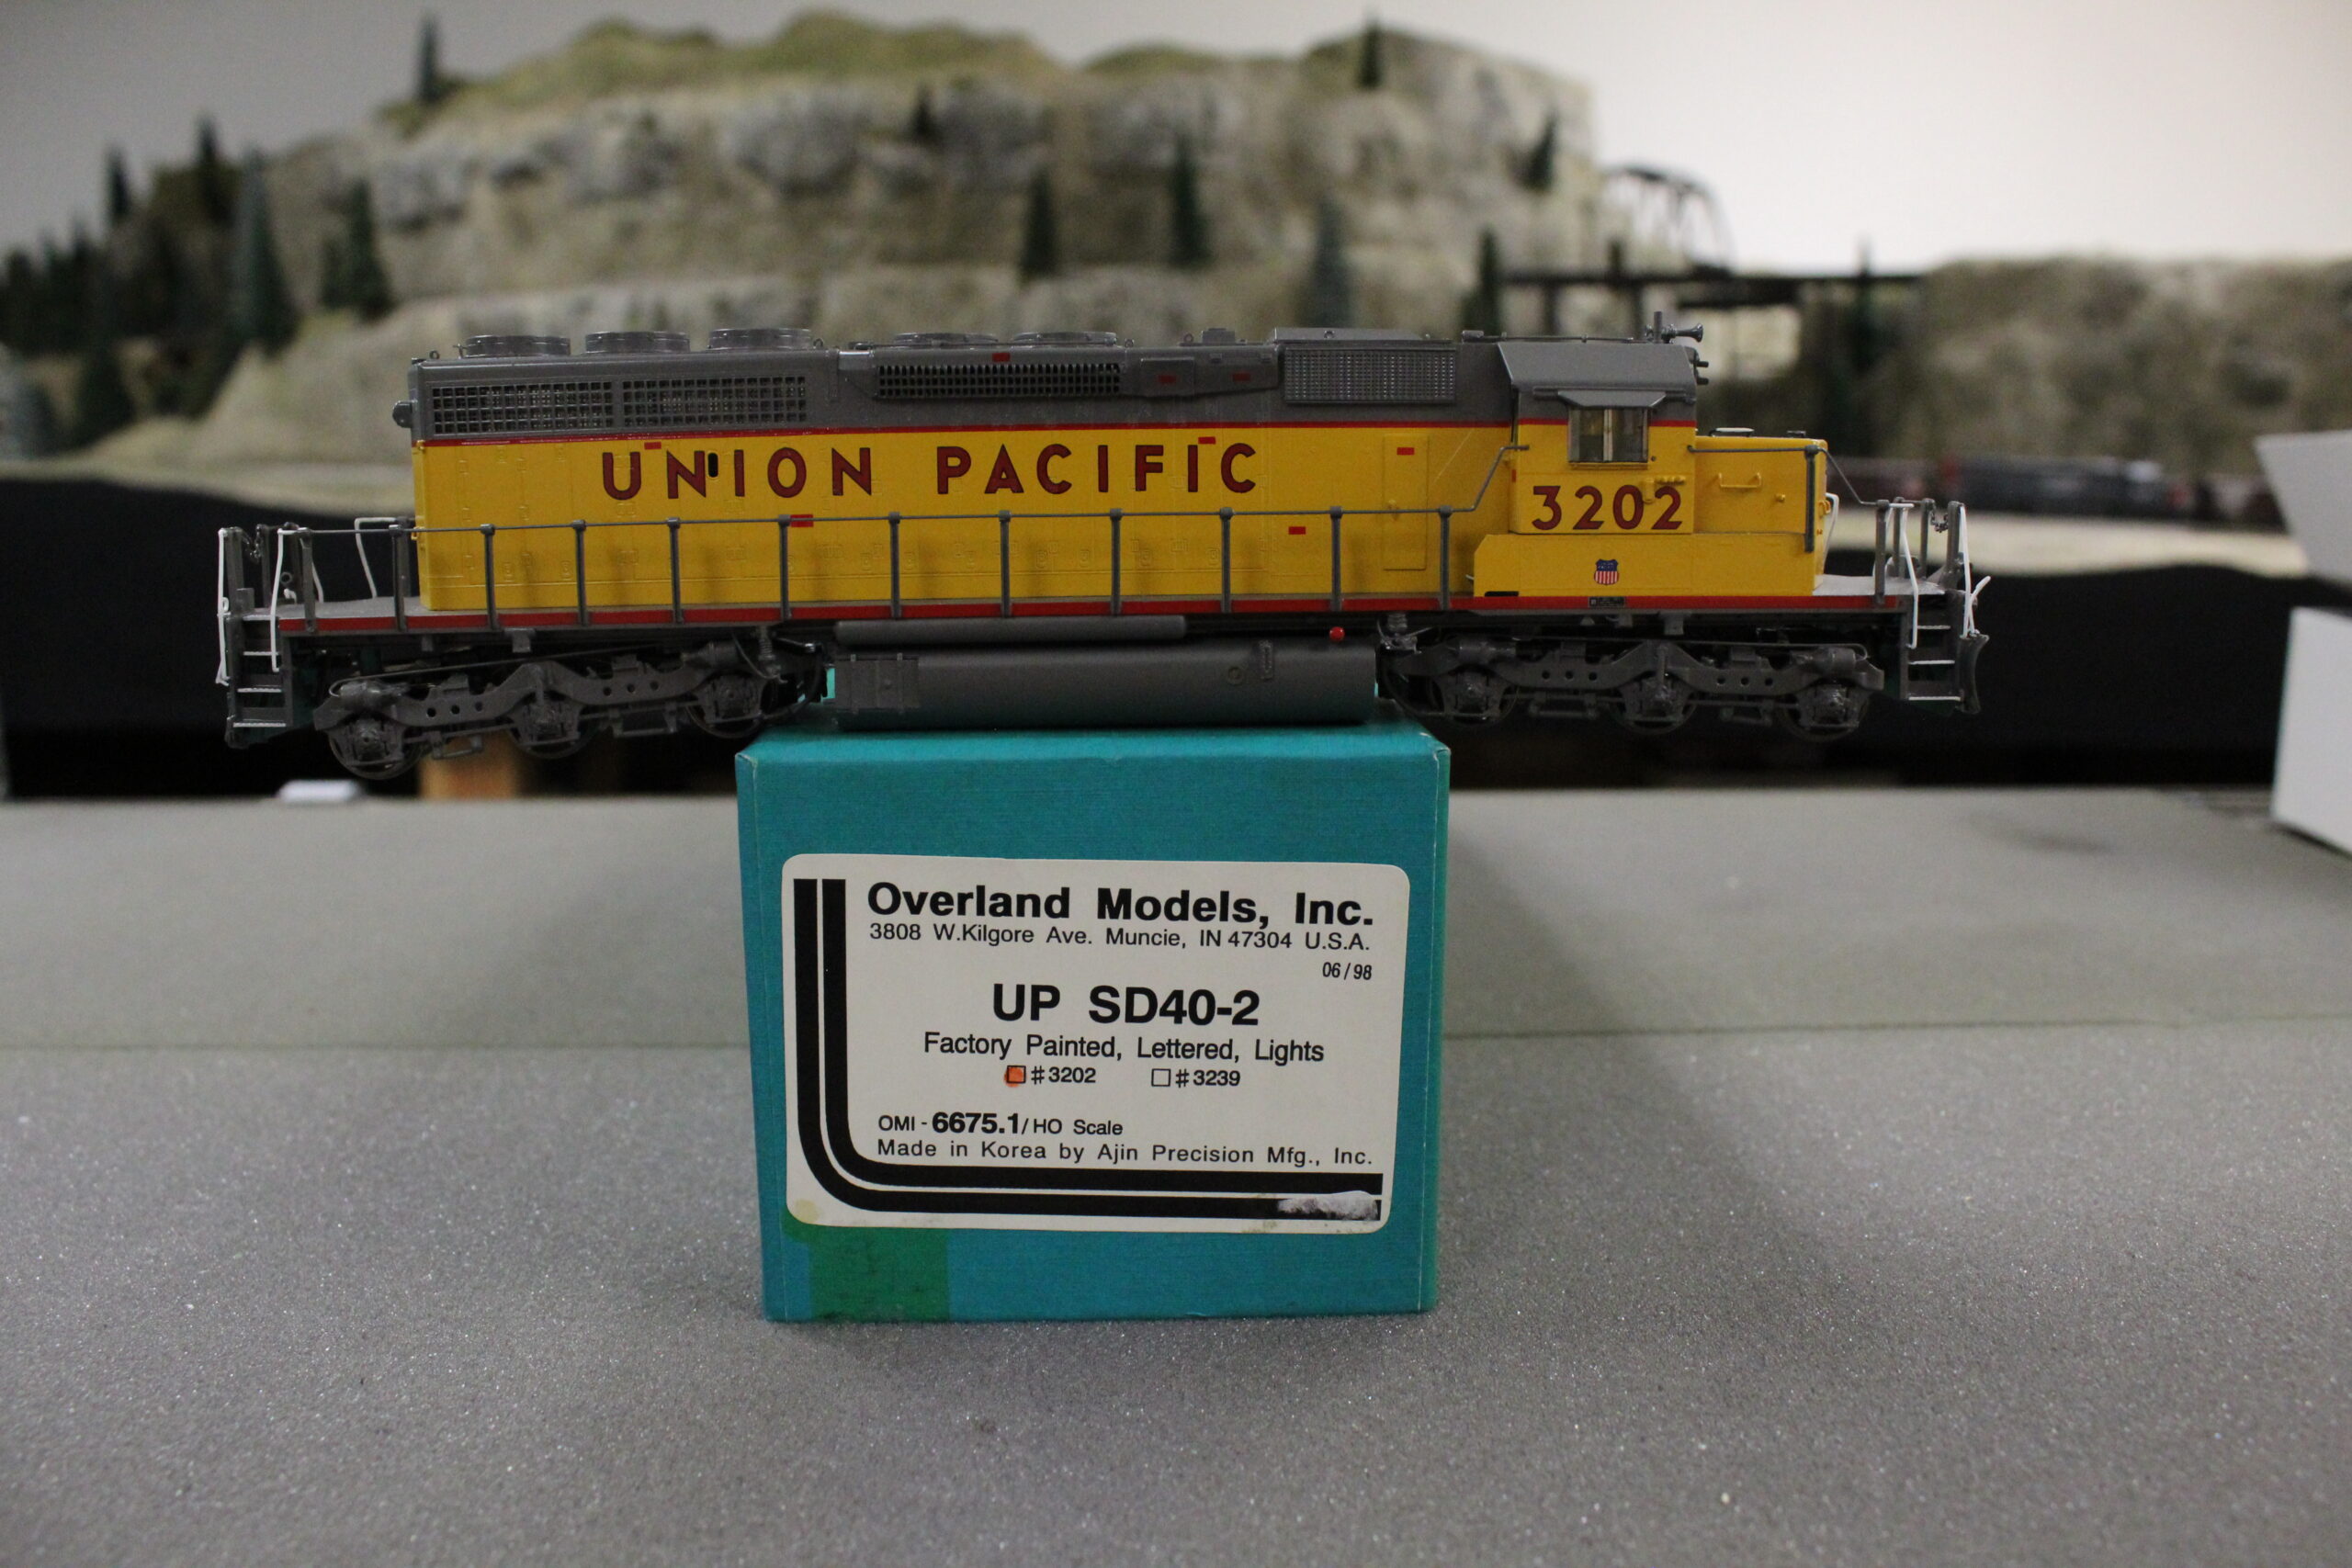 UNION PACIFIC
3202
Overland Models, Inc.
3808 W.Kilgore Ave. Muncie, IN 47304 U.S.A.
06/98
UP SD40-2
Factory Painted, Lettered, Lights
#3202 #3239
OMI-6675.1/HO Scale
Made in Korea by Ajin Precision Mfg., Inc.